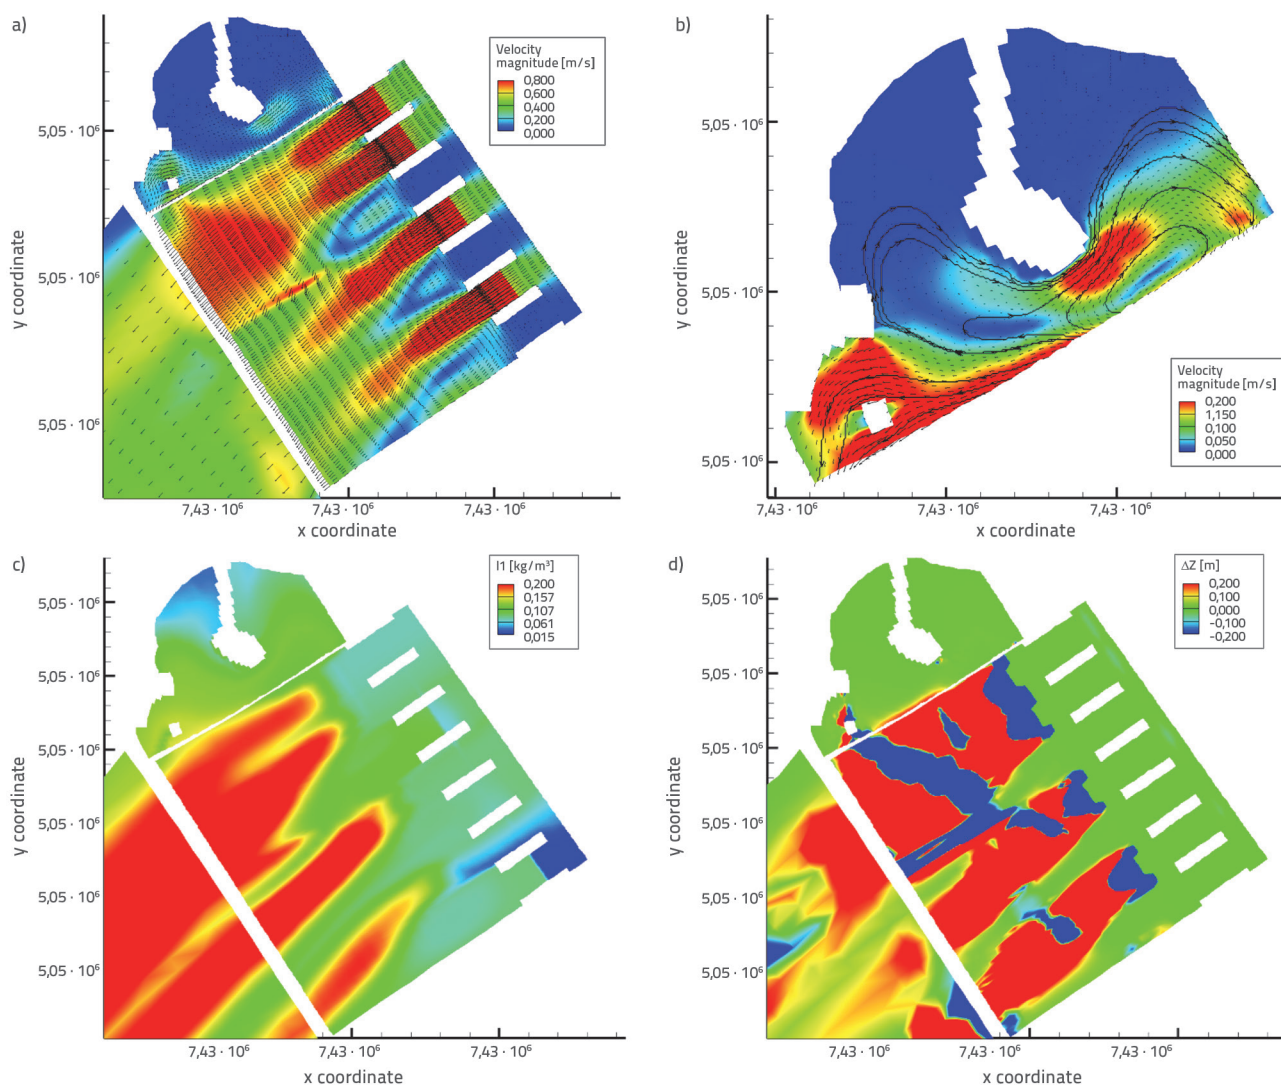 a)
Velocity
magnitude [m/s]
0,800
0,600
0,400
0,200
0,000
5,05 · 10⁶
5,05 · 10⁶
5,05 · 10⁶
y coordinate
7,43 · 10⁶
7,43 · 10⁶
7,43 · 10⁶
x coordinate
b)
5,05 · 10⁶
5,05 · 10⁶
5,05 · 10⁶
y coordinate
Velocity
magnitude [m/s]
0,200
1,150
0,100
0,050
0,000
7,43 · 10⁶
7,43 · 10⁶
7,43 · 10⁶
x coordinate
c)
I1 [kg/m³]
0,200
0,157
0,107
0,061
0,015
5,05 · 10⁶
5,05 · 10⁶
5,05 · 10⁶
5,05 · 10⁶
5,05 · 10⁶
5,05 · 10⁶
y coordinate
7,43 · 10⁶
7,43 · 10⁶
7,43 · 10⁶
x coordinate
d)
ΔZ [m]
0,200
0,100
0,000
-0,100
-0,200
5,05 · 10⁶
5,05 · 10⁶
5,05 · 10⁶
5,05 · 10⁶
5,05 · 10⁶
5,05 · 10⁶
y coordinate
7,43 · 10⁶
7,43 · 10⁶
7,43 · 10⁶
x coordinate